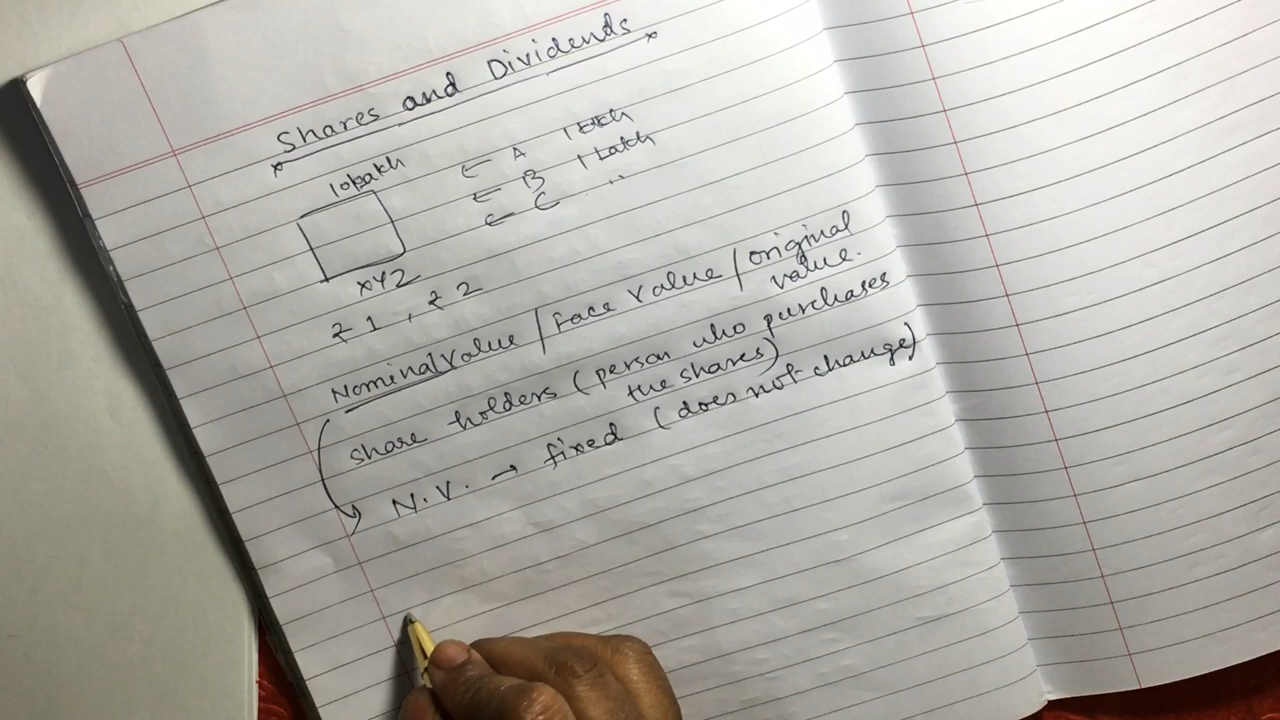 Shares and Dividends
10 Lakh
← A 1 Lakh
← B 1 Lakh
← C ..
XYZ
₹ 1 , ₹ 2
Nominal Value / Face Value / original value.
share holders (person who purchases the shares)
N.V. → fixed (does not change)